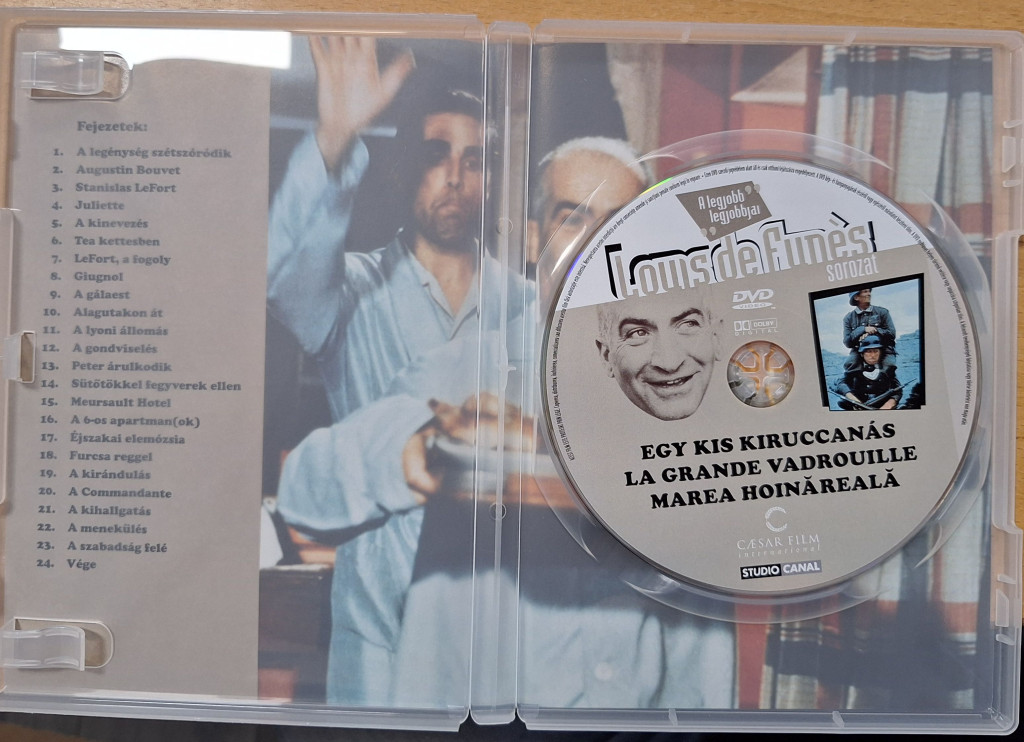 Fejezetek:
1. A legénység szétszóródik
2. Augustin Bouvet
3. Stanislas LeFort
4. Juliette
5. A kinevezés
6. Tea kettesben
7. LeFort, a fogoly
8. Giugnol
9. A gálaest
10. Alagutakon át
11. A lyoni állomás
12. A gondviselés
13. Peter árulkodik
14. Sütőtökkel fegyverek ellen
15. Meursault Hotel
16. A 6-os apartman(ok)
17. Éjszakai elemózsia
18. Furcsa reggel
19. A kirándulás
20. A Commandante
21. A kihallgatás
22. A menekülés
23. A szabadság felé
24. Vége
A legjobb
legjobbjai
Louis de Funès
sorozat
DVD
VIDEO
DOLBY
DIGITAL
EGY KIS KIRUCCANÁS
LA GRANDE VADROUILLE
MAREA HOINĂREALĂ
CÆSAR FILM
international
STUDIO CANAL